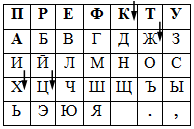 П Р Е Ф К Т У
А Б В Г Д Ж З
И Й Л М Н О С
Х Ц Ч Ш Щ Ъ Ы
Ь Э Ю Я . ,